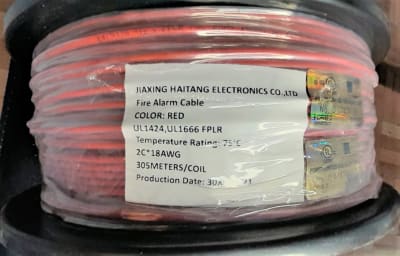 JIAXING HAITANG ELECTRONICS CO.,LTD
Fire Alarm Cable
COLOR: RED
UL1424,UL1666 FPLR
Temperature Rating: 75°C
2C*18AWG
305METERS/COIL
Production Date: